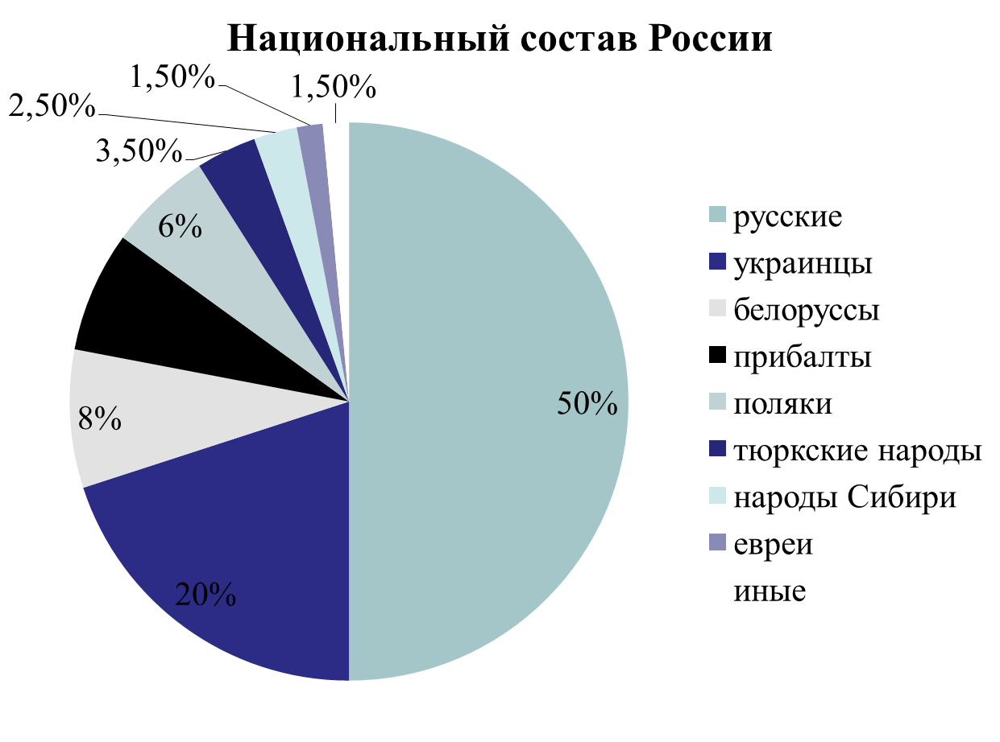 Национальный состав России
1,50%
1,50%
2,50%
3,50%
6%
8%
20%
50%
русские
украинцы
белоруссы
прибалты
поляки
тюркские народы
народы Сибири
евреи
иные